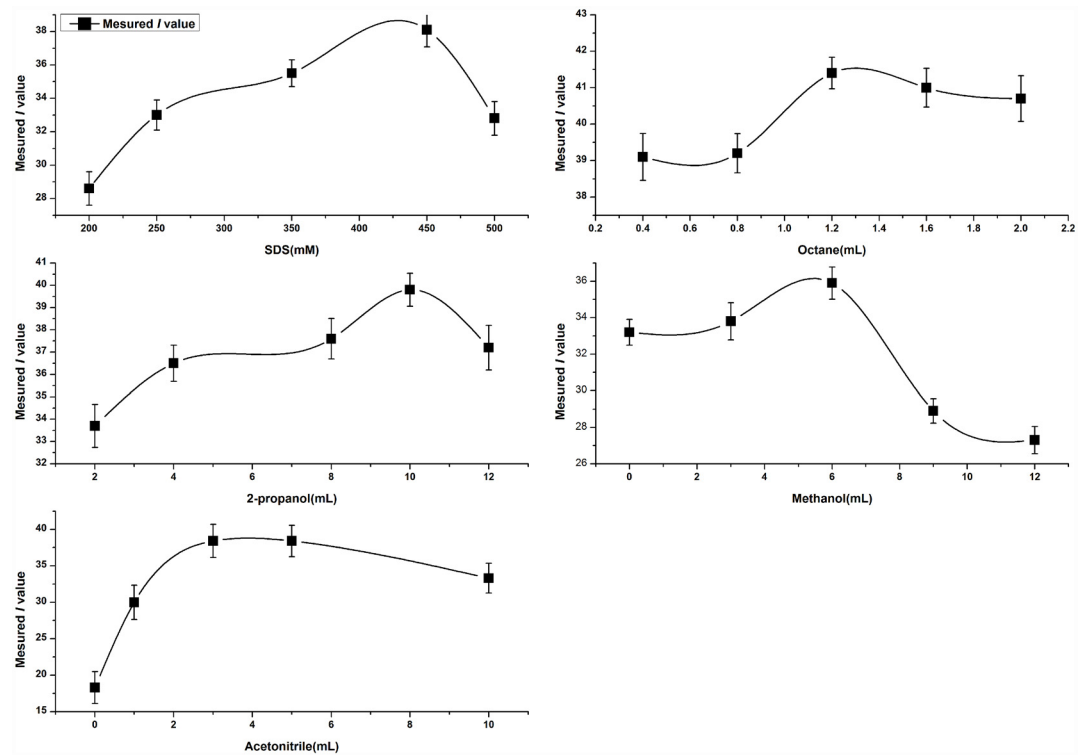 Mesured I value
Mesured I value
38
36
34
32
30
28
200 250 300 350 400 450 500
SDS(mM)
Mesured I value
42
41
40
39
38
0.2 0.4 0.6 0.8 1.0 1.2 1.4 1.6 1.8 2.0 2.2
Octane(mL)
Mesured I value
41
40
39
38
37
36
35
34
33
32
2 4 6 8 10 12
2-propanol(mL)
Mesured I value
36
34
32
30
28
26
0 2 4 6 8 10 12
Methanol(mL)
Mesured I value
40
35
30
25
20
15
0 2 4 6 8 10
Acetonitrile(mL)